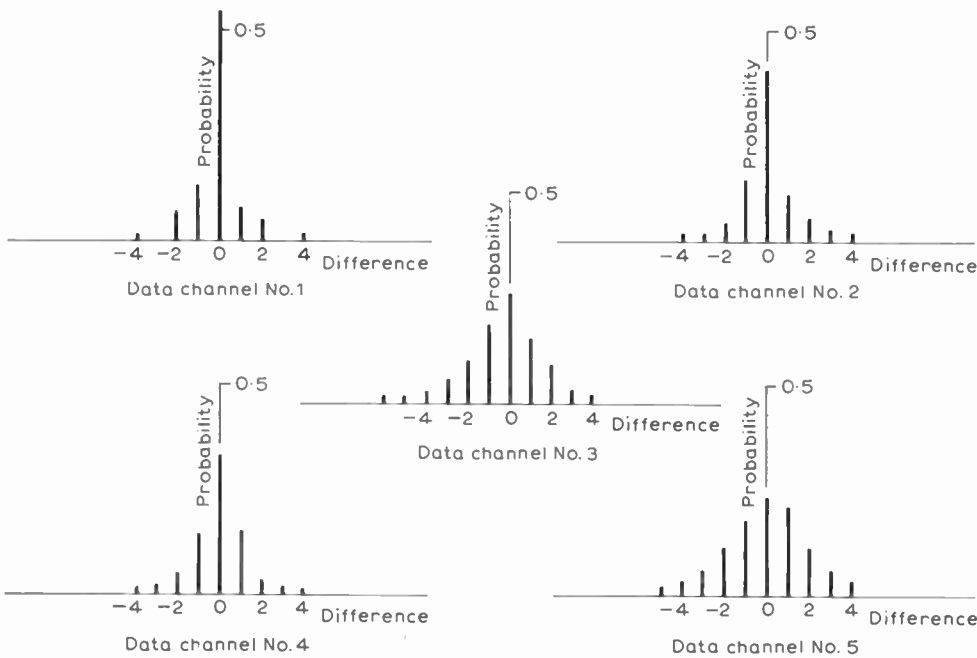 0·5
Probability
-4 -2 0 2 4 Difference
Data channel No.1
0·5
Probability
-4 -2 0 2 4 Difference
Data channel No. 2
0·5
Probability
-4 -2 0 2 4 Difference
Data channel No. 3
0·5
Probability
-4 -2 0 2 4 Difference
Data channel No.4
0·5
Probability
-4 -2 0 2 4 Difference
Data channel No. 5